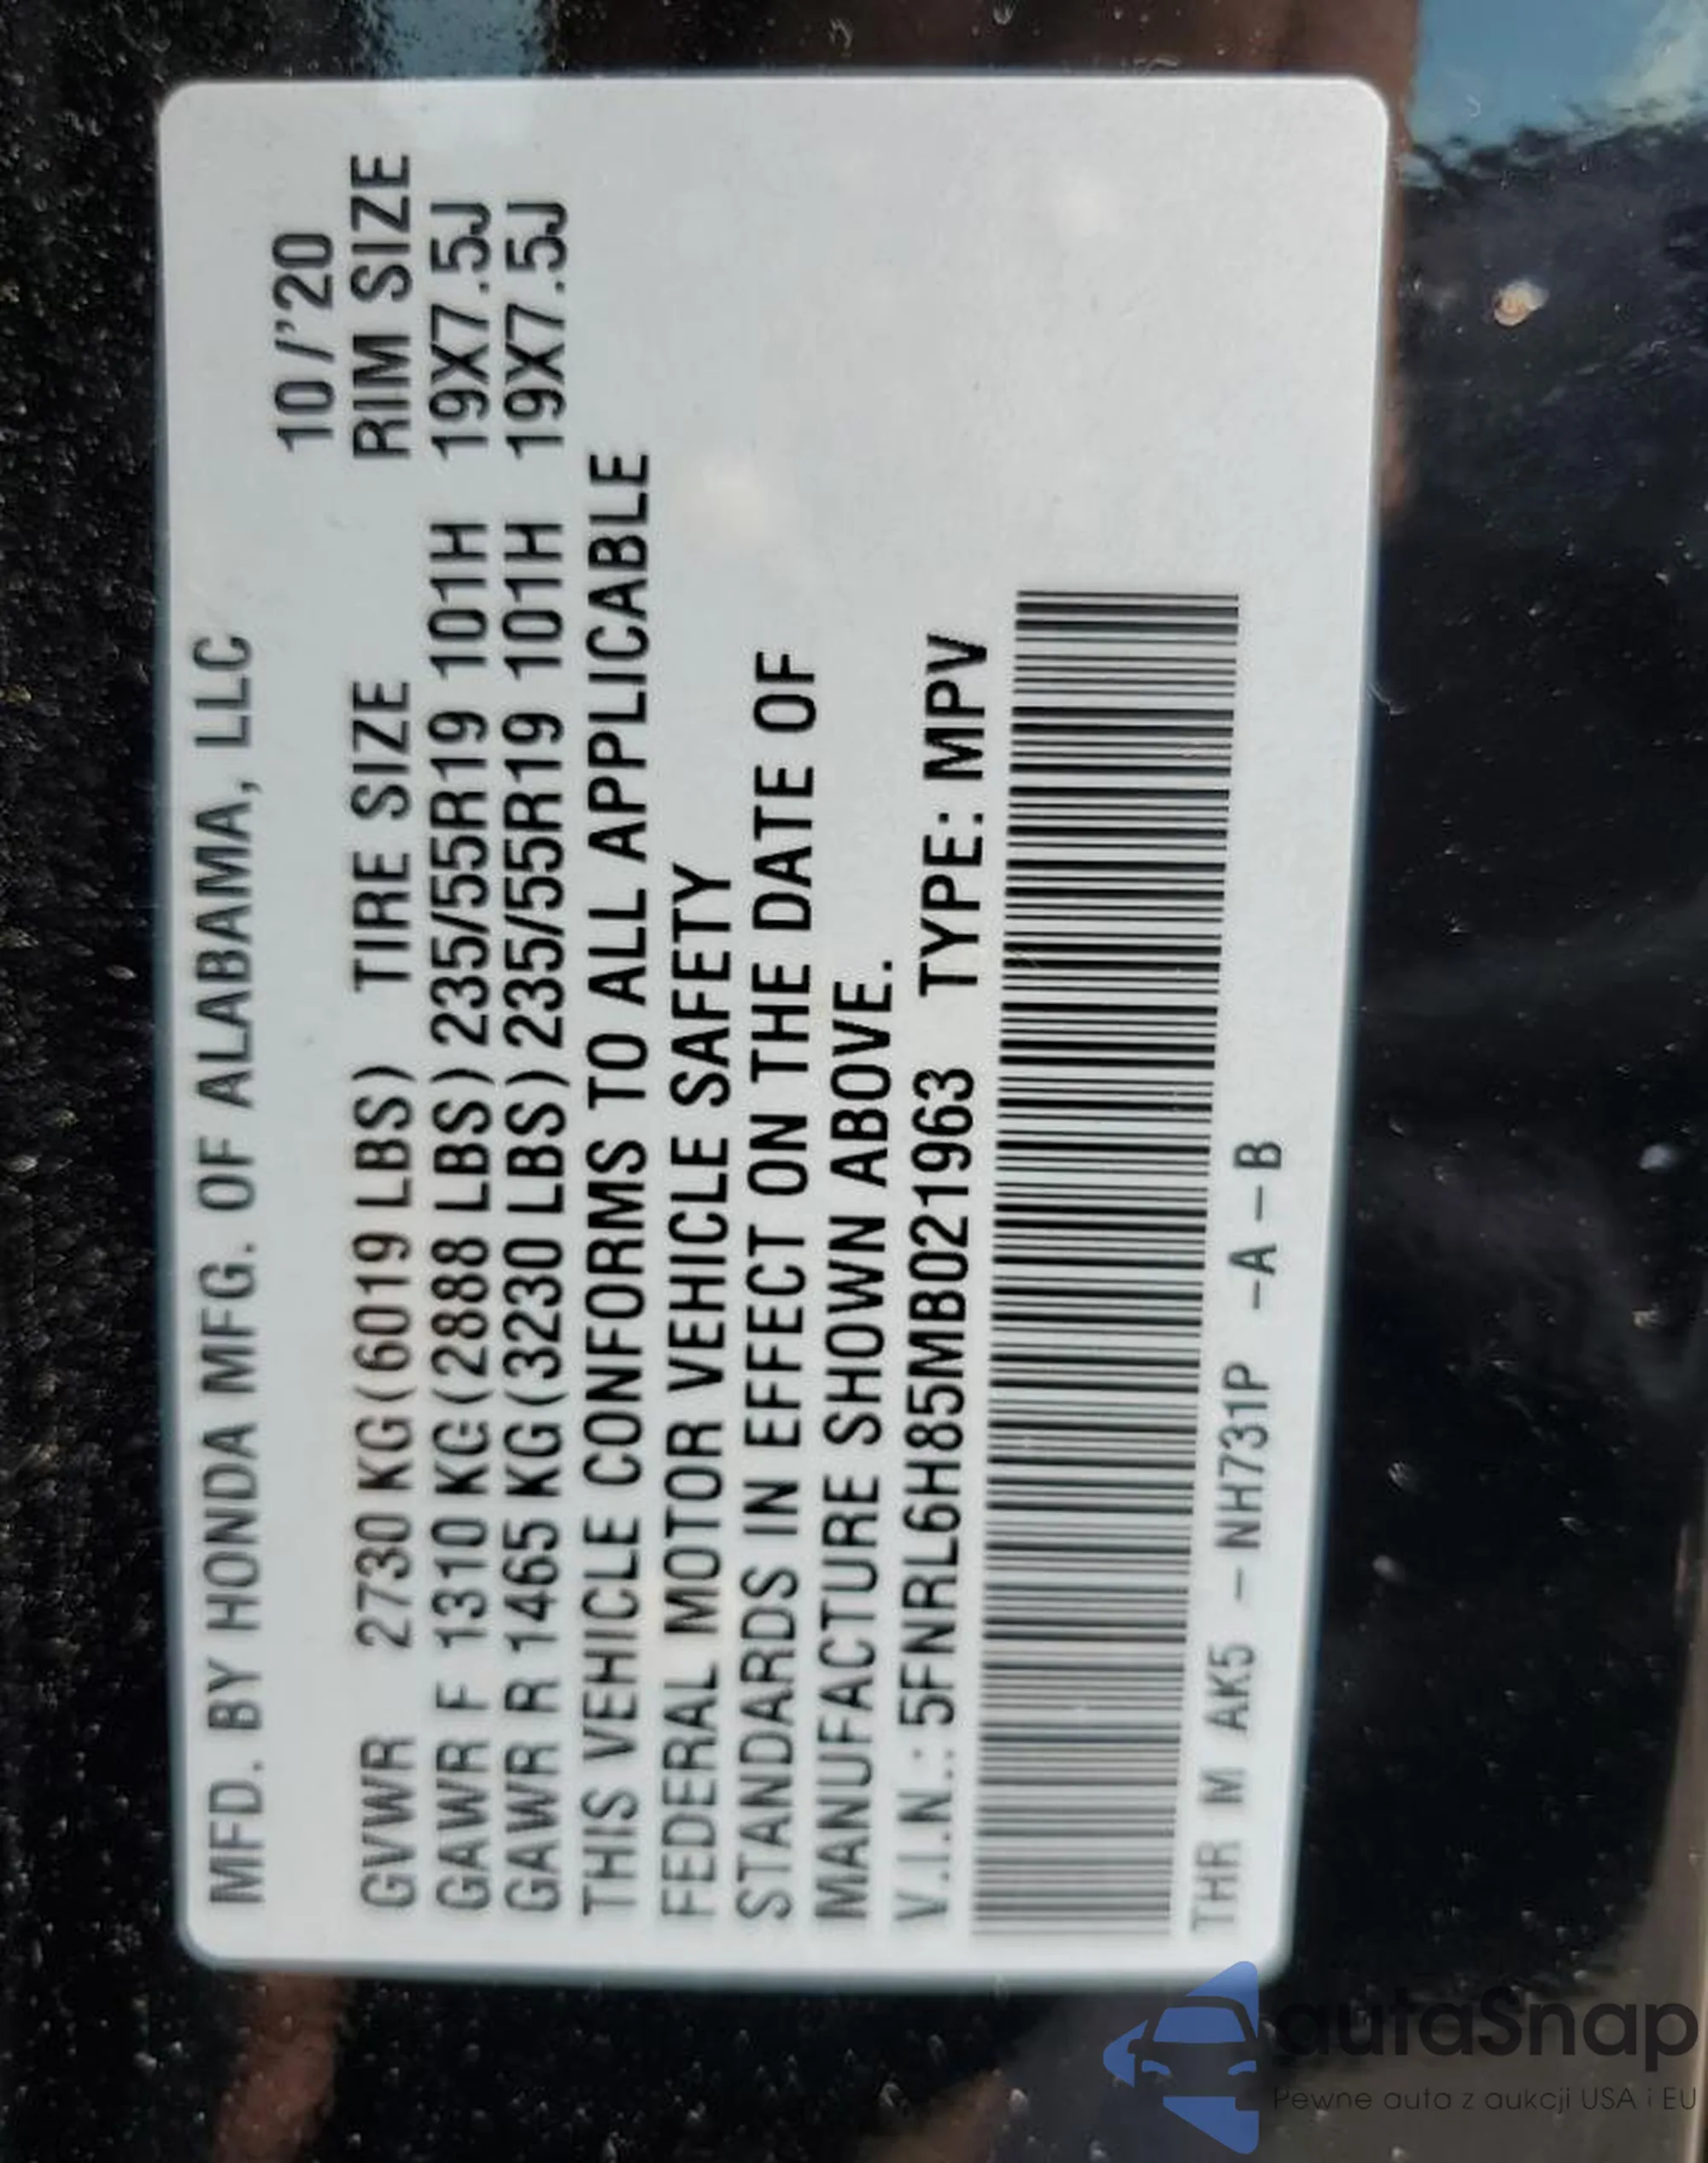 MFD. BY HONDA MFG. OF ALABAMA, LLC
10/'20
TIRE SIZE RIM SIZE
GVWR 2730 KG(6019 LBS)
GAWR F 1310 KG(2888 LBS) 235/55R19 101H 19X7.5J
GAWR R 1465 KG(3230 LBS) 235/55R19 101H 19X7.5J
THIS VEHICLE CONFORMS TO ALL APPLICABLE
FEDERAL MOTOR VEHICLE SAFETY
STANDARDS IN EFFECT ON THE DATE OF
MANUFACTURE SHOWN ABOVE.
V.I.N.: 5FNRL6H85MB021963 TYPE: MPV
THR M AK5 -NH731P -A-B
autaSnap
Pewne auta z aukcji USA i EU